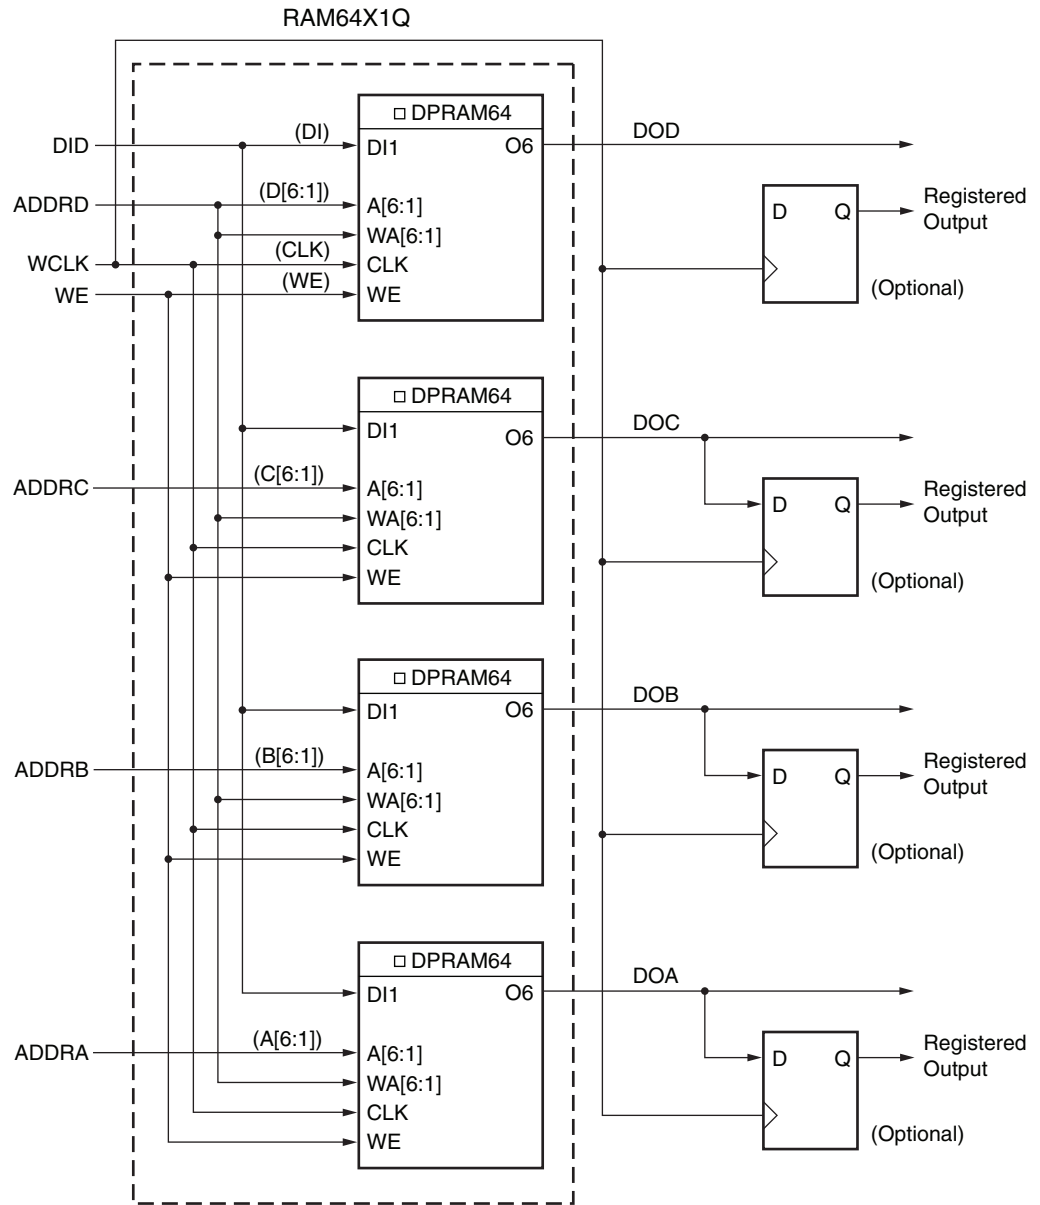 RAM64X1Q
DPRAM64
DID
(DI)
DI1
O6
DOD
ADDRD
(D[6:1])
A[6:1]
WA[6:1]
WCLK
(CLK)
CLK
WE
(WE)
WE
D
Q
Registered
Output
(Optional)
DPRAM64
DI1
O6
DOC
ADDRC
(C[6:1])
A[6:1]
WA[6:1]
CLK
WE
D
Q
Registered
Output
(Optional)
DPRAM64
DI1
O6
DOB
ADDRB
(B[6:1])
A[6:1]
WA[6:1]
CLK
WE
D
Q
Registered
Output
(Optional)
DPRAM64
DI1
O6
DOA
ADDRA
(A[6:1])
A[6:1]
WA[6:1]
CLK
WE
D
Q
Registered
Output
(Optional)